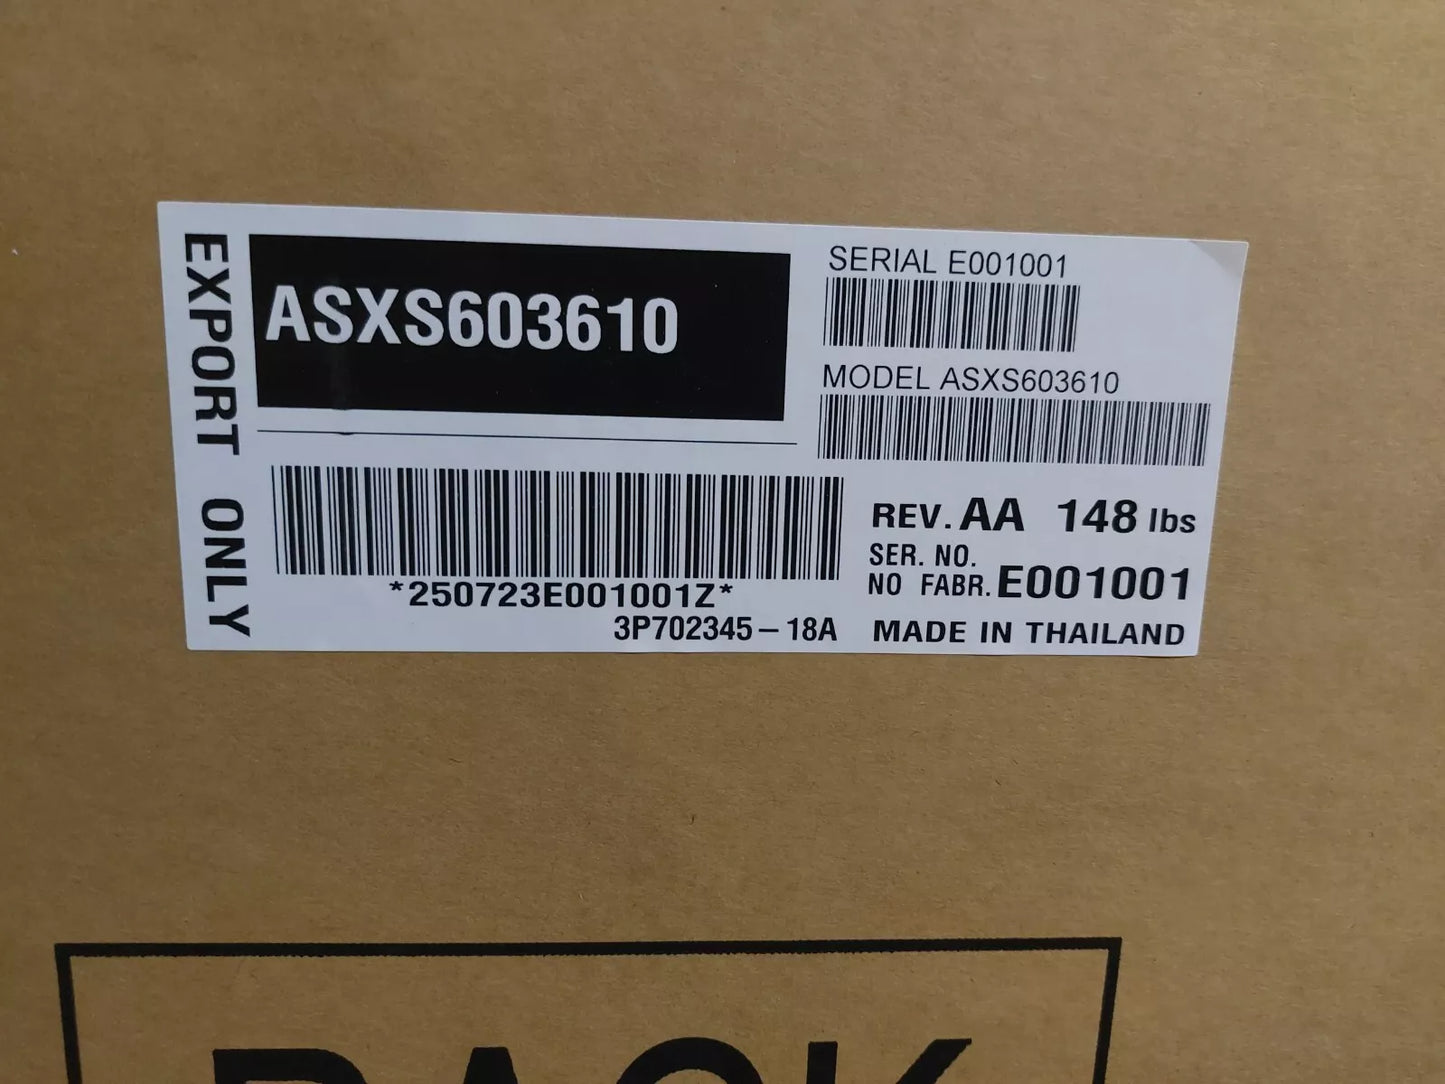 EXPORT ONLY
ASXS603610
SERIAL E001001
MODEL ASXS603610
*250723E001001Z*
3P702345-18A
REV. AA 148 lbs
SER. NO.
NO FABR. E001001
MADE IN THAILAND